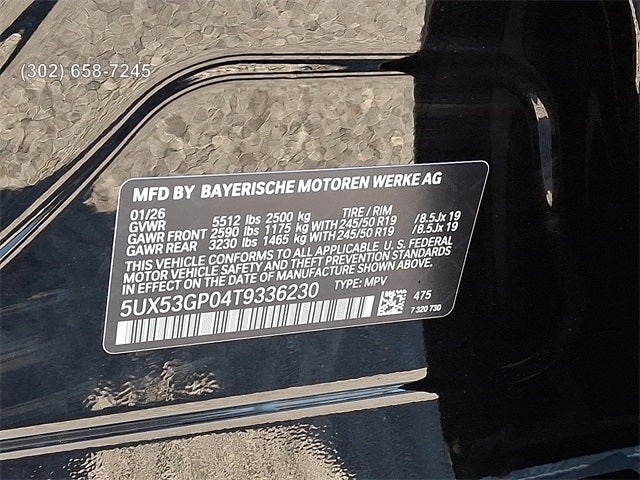 (302) 658-7245
MFD BY BAYERISCHE MOTOREN WERKE AG
01/26
GVWR 5512 lbs 2500 kg TIRE / RIM
GAWR FRONT 2590 lbs 1175 kg WITH 245/50 R19 /8.5Jx 19
GAWR REAR 3230 lbs 1465 kg WITH 245/50 R19 /8.5Jx 19
THIS VEHICLE CONFORMS TO ALL APPLICABLE U. S. FEDERAL
MOTOR VEHICLE SAFETY AND THEFT PREVENTION STANDARDS
IN EFFECT ON THE DATE OF MANUFACTURE SHOWN ABOVE.
5UX53GP04T9336230 TYPE: MPV
475
7 320 730